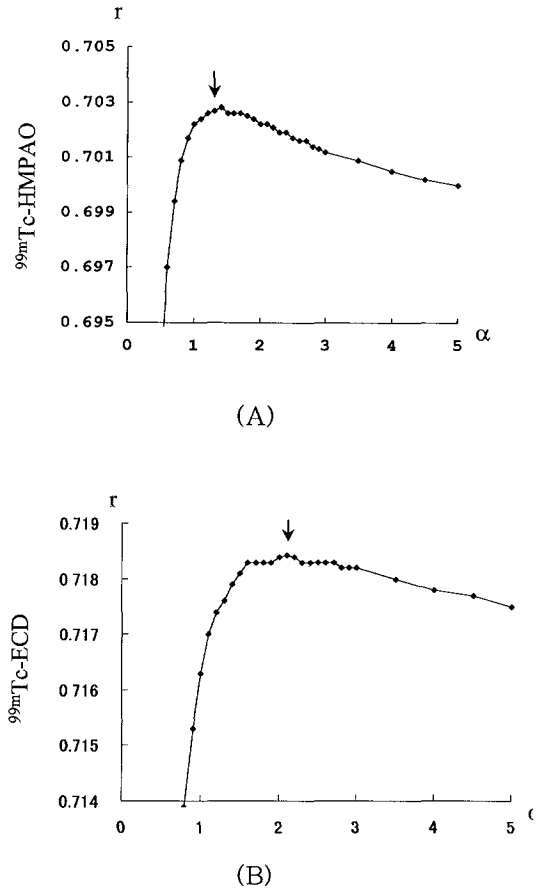 r
0.705
0.703
0.701
0.699
0.697
0.695
99mTc-HMPAO
0 1 2 3 4 5 α
(A)
r
0.719
0.718
0.717
0.716
0.715
0.714
99mTc-ECD
0 1 2 3 4 5
(B)